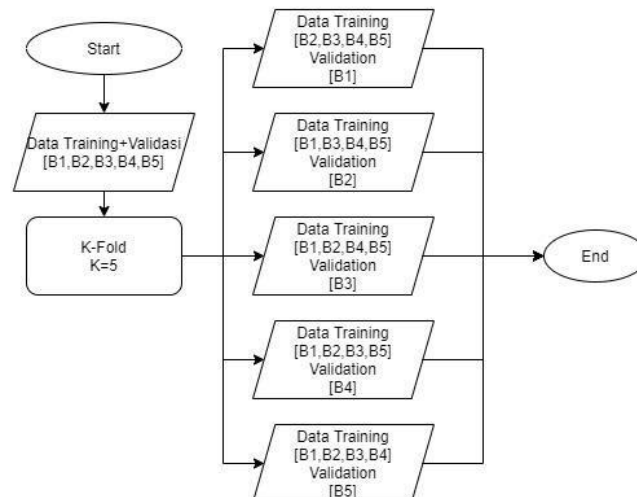 Start
Data Training+Validasi
[B1,B2,B3,B4,B5]
K-Fold
K=5
Data Training
[B2,B3,B4,B5]
Validation
[B1]
Data Training
[B1,B3,B4,B5]
Validation
[B2]
Data Training
[B1,B2,B4,B5]
Validation
[B3]
Data Training
[B1,B2,B3,B5]
Validation
[B4]
Data Training
[B1,B2,B3,B4]
Validation
[B5]
End